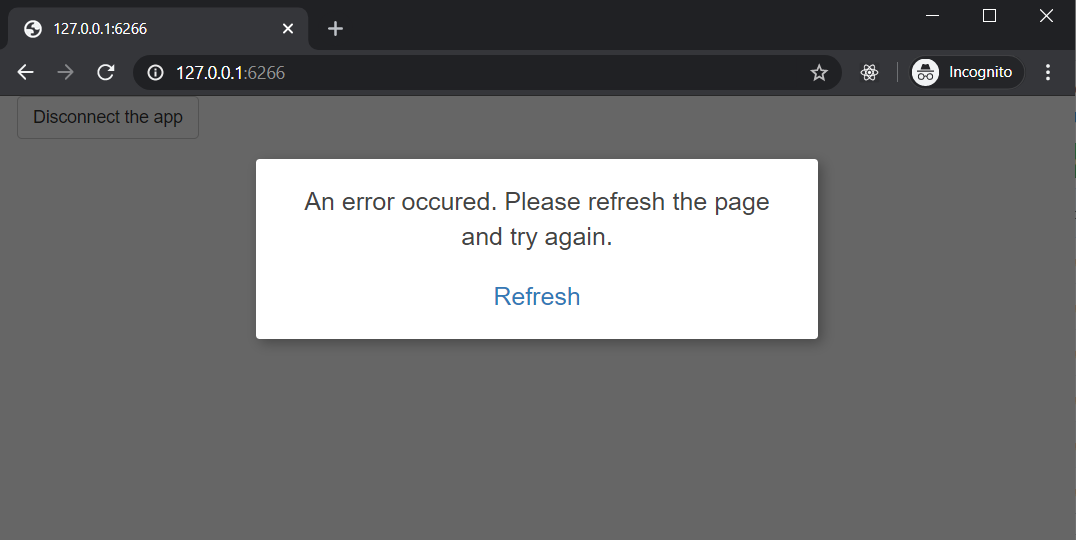 127.0.0.1:6266
127.0.0.1:6266
Incognito
Disconnect the app
An error occured. Please refresh the page
and try again.
Refresh